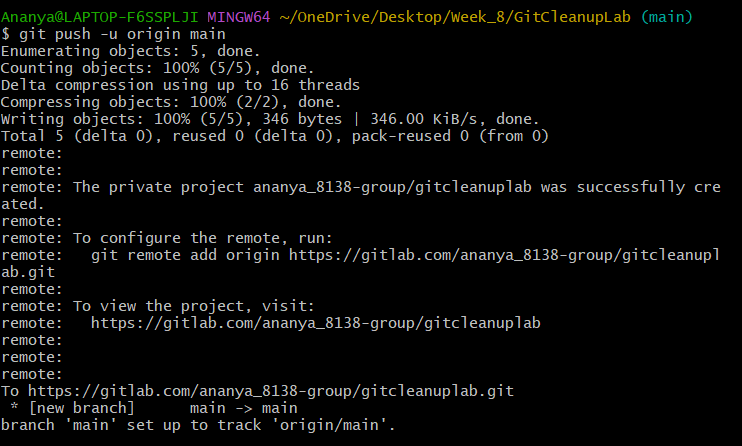 Ananya@LAPTOP-F6SSPLJI MINGW64 ~/OneDrive/Desktop/Week_8/GitCleanupLab (main)
$ git push -u origin main
Enumerating objects: 5, done.
Counting objects: 100% (5/5), done.
Delta compression using up to 16 threads
Compressing objects: 100% (2/2), done.
Writing objects: 100% (5/5), 346 bytes | 346.00 KiB/s, done.
Total 5 (delta 0), reused 0 (delta 0), pack-reused 0 (from 0)
remote:
remote:
remote: The private project ananya_8138-group/gitcleanuplab was successfully cre
ated.
remote:
remote: To configure the remote, run:
remote:   git remote add origin https://gitlab.com/ananya_8138-group/gitcleanupl
ab.git
remote:
remote: To view the project, visit:
remote:   https://gitlab.com/ananya_8138-group/gitcleanuplab
remote:
remote:
remote:
To https://gitlab.com/ananya_8138-group/gitcleanuplab.git
 * [new branch]      main -> main
branch 'main' set up to track 'origin/main'.